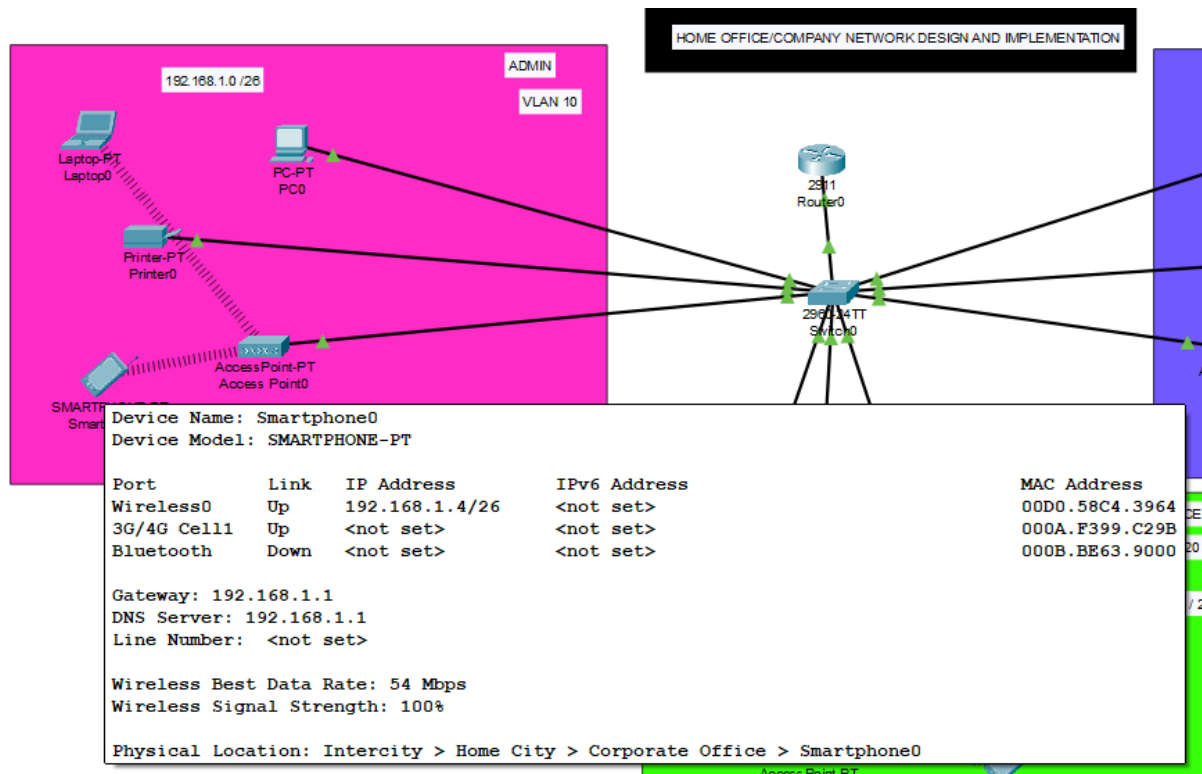 HOME OFFICE/COMPANY NETWORK DESIGN AND IMPLEMENTATION
ADMIN
192.168.1.0 /26
VLAN 10
Laptop-PT
Laptop0
PC-PT
PC0
2911
Router0
Printer-PT
Printer0
2960-24TT
Switch0
AccessPoint-PT
Access Point0
Device Name: Smartphone0
Device Model: SMARTPHONE-PT
Port Link IP Address IPv6 Address MAC Address
Wireless0 Up 192.168.1.4/26 <not set> 00D0.58C4.3964
3G/4G Cell1 Up <not set> <not set> 000A.F399.C29B
Bluetooth Down <not set> <not set> 000B.BE63.9000
Gateway: 192.168.1.1
DNS Server: 192.168.1.1
Line Number: <not set>
Wireless Best Data Rate: 54 Mbps
Wireless Signal Strength: 100%
Physical Location: Intercity > Home City > Corporate Office > Smartphone0